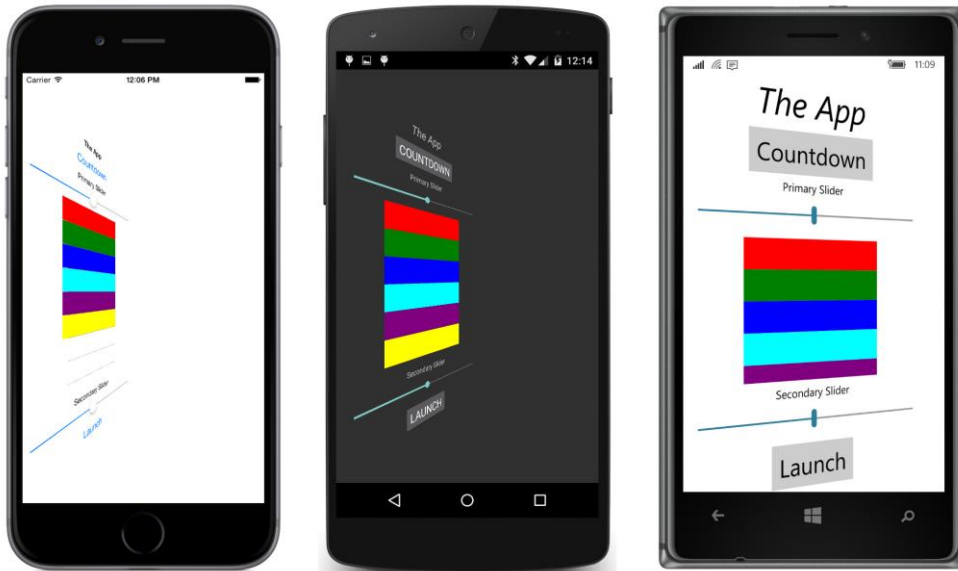 Carrier 12:06 PM
The App
Countdown
Primary Slider
Secondary Slider
Launch
12:14
The App
COUNTDOWN
Primary Slider
Secondary Slider
LAUNCH
11:09
The App
Countdown
Primary Slider
Secondary Slider
Launch